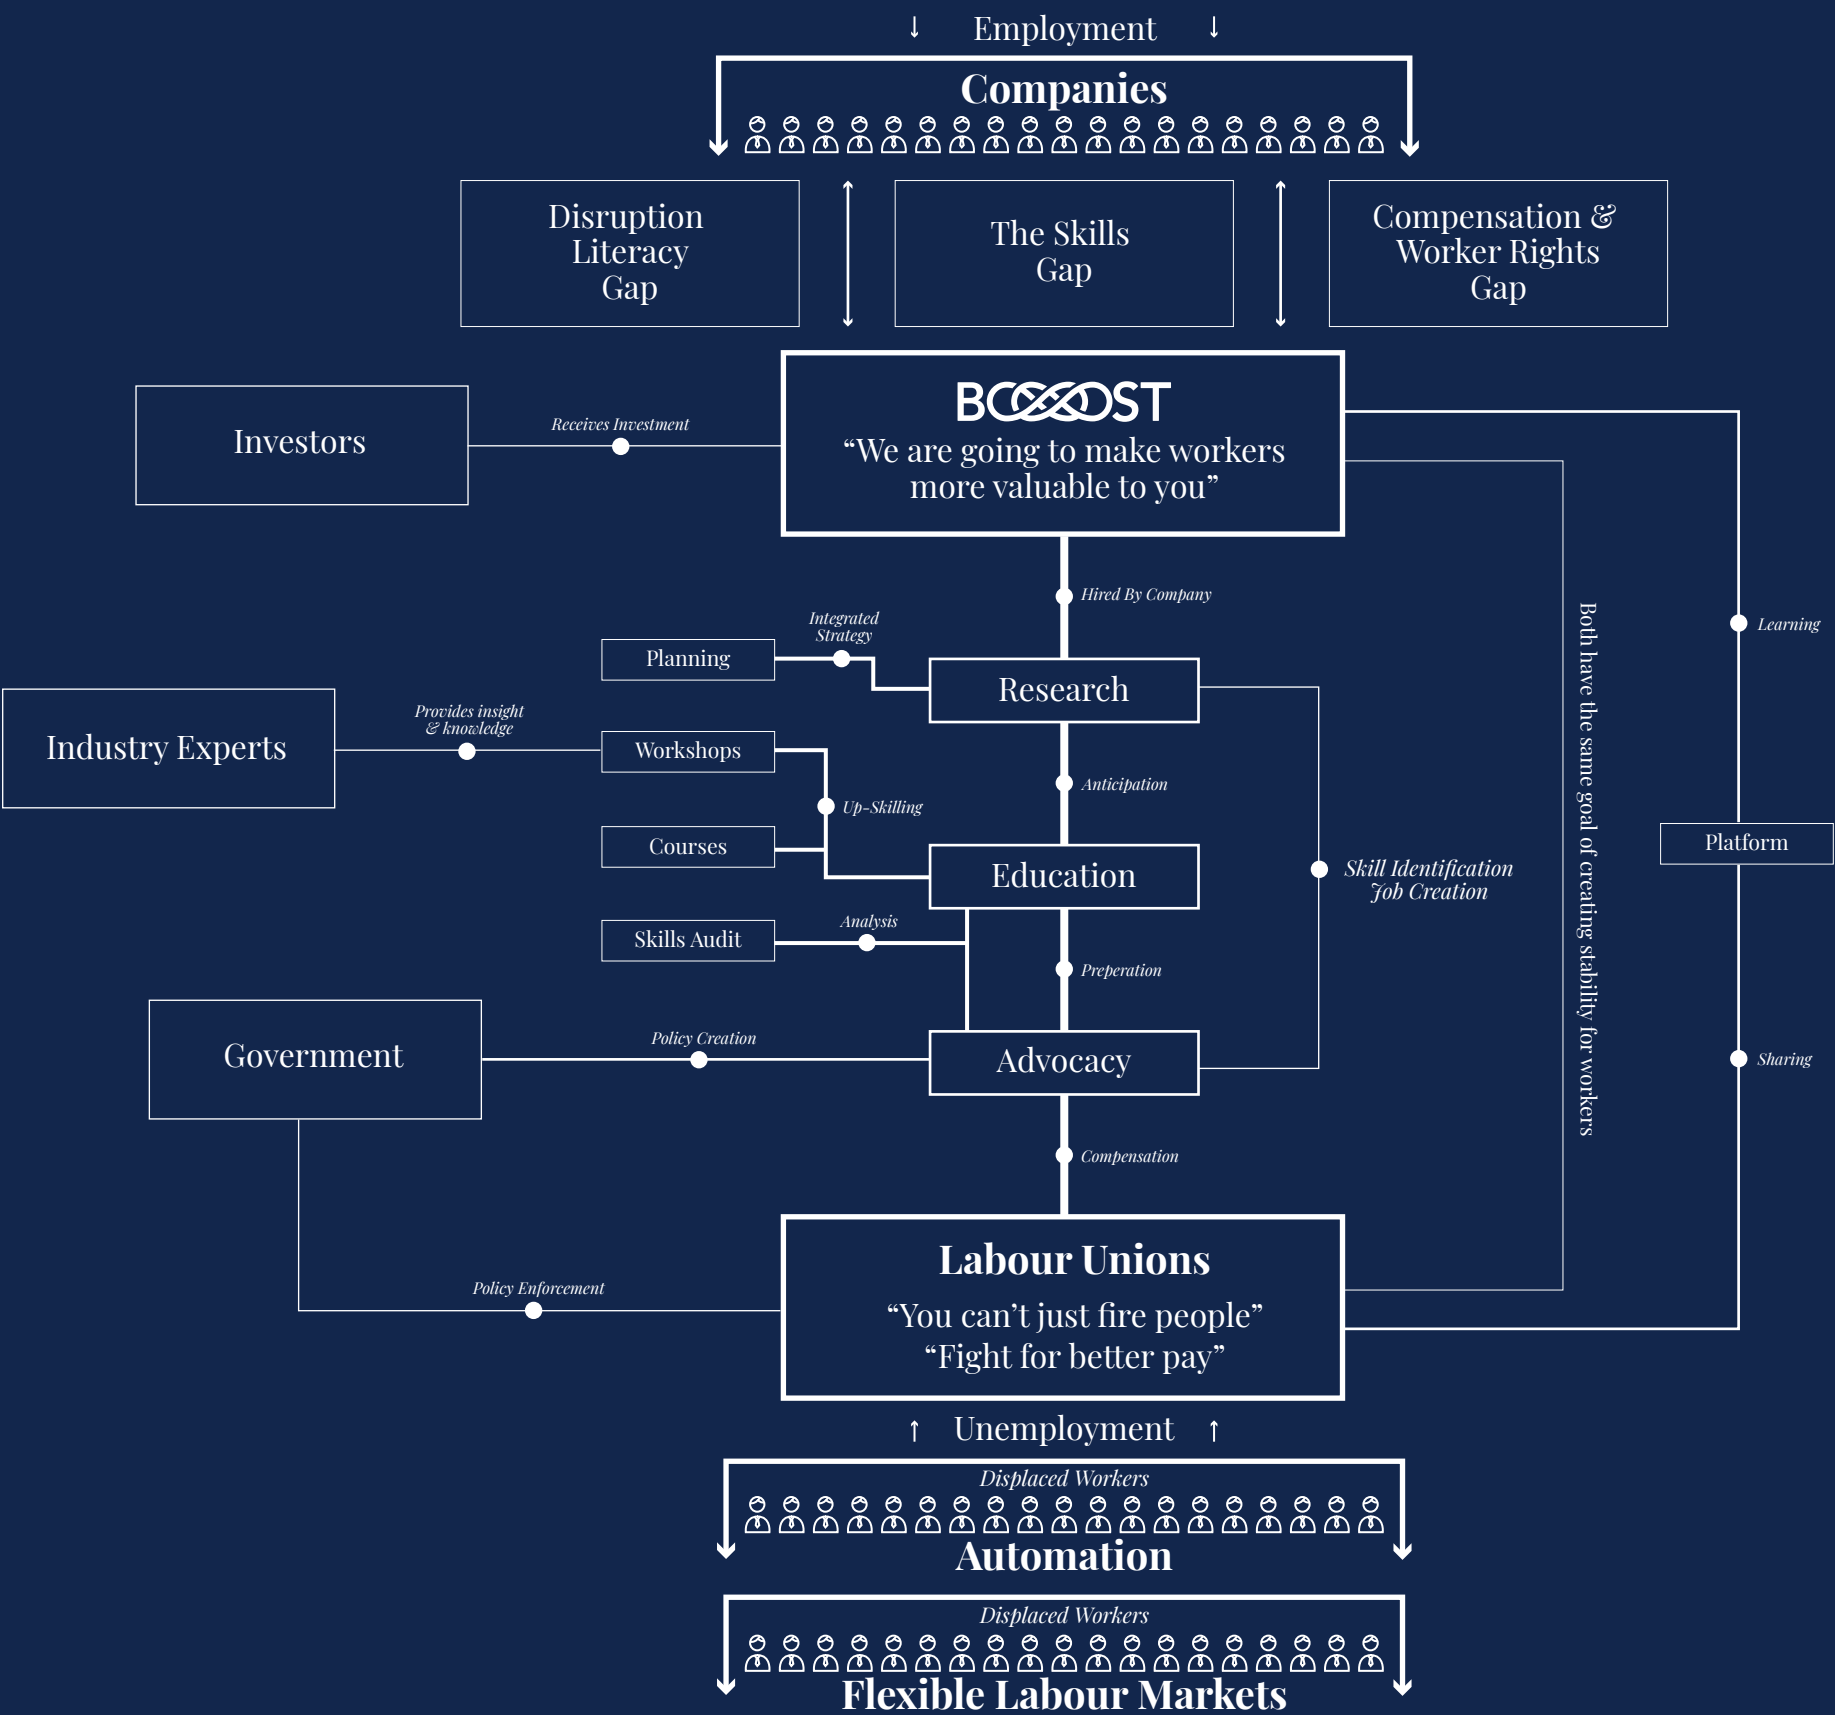 ↓ Employment ↓
Companies
Disruption
Literacy
Gap
The Skills
Gap
Compensation &
Worker Rights
Gap
BOOOST
“We are going to make workers
more valuable to you”
Investors
Receives Investment
Hired By Company
Integrated
Strategy
Planning
Research
Learning
Industry Experts
Provides insight
& knowledge
Workshops
Anticipation
Up-Skilling
Courses
Education
Skill Identification
Job Creation
Both have the same goal of creating stability for workers
Platform
Skills Audit
Analysis
Preperation
Government
Policy Creation
Advocacy
Sharing
Compensation
Policy Enforcement
Labour Unions
“You can’t just fire people”
“Fight for better pay”
↑ Unemployment ↑
Displaced Workers
Automation
Displaced Workers
Flexible Labour Markets